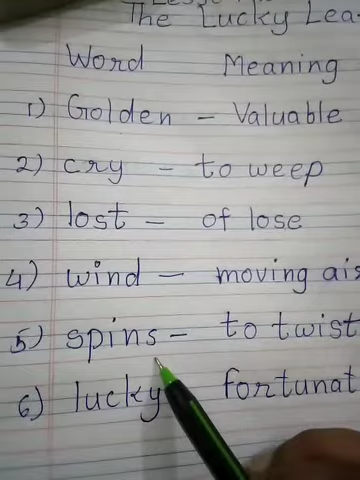 The Lucky Lea
Word Meaning
1) Golden - Valuable
2) cry - to weep
3) lost - of lose
4) wind - moving ais
5) spins - to twist
6) lucky fortunat